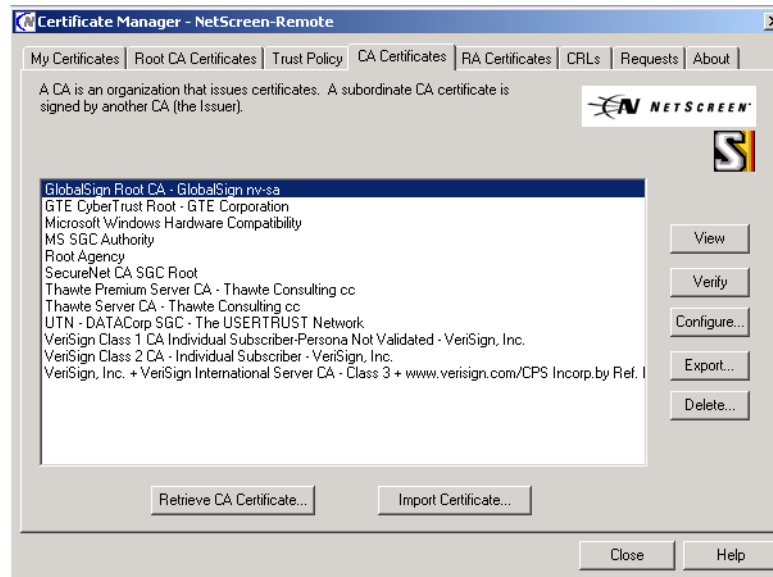 Certificate Manager - NetScreen-Remote
My Certificates
Root CA Certificates
Trust Policy
CA Certificates
RA Certificates
CRLs
Requests
About
A CA is an organization that issues certificates. A subordinate CA certificate is
signed by another CA (the Issuer).
NETSCREEN
GlobalSign Root CA - GlobalSign nv-sa
GTE CyberTrust Root - GTE Corporation
Microsoft Windows Hardware Compatibility
MS SGC Authority
Root Agency
SecureNet CA SGC Root
Thawte Premium Server CA - Thawte Consulting cc
Thawte Server CA - Thawte Consulting cc
UTN - DATACorp SGC - The USERTRUST Network
VeriSign Class 1 CA Individual Subscriber-Persona Not Validated - VeriSign, Inc.
VeriSign Class 2 CA - Individual Subscriber - VeriSign, Inc.
VeriSign, Inc. + VeriSign International Server CA - Class 3 + www.verisign.com/CPS Incorp.by Ref. l
View
Verify
Configure...
Export...
Delete...
Retrieve CA Certificate...
Import Certificate...
Close
Help